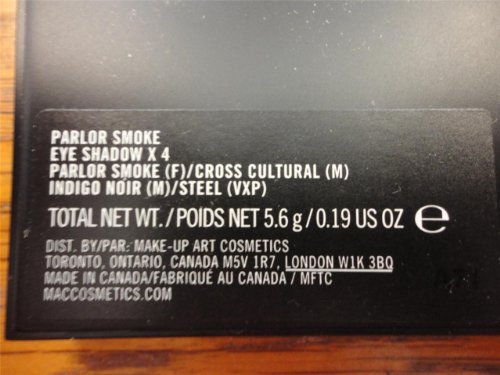 PARLOR SMOKE
EYE SHADOW X 4
PARLOR SMOKE (F)/CROSS CULTURAL (M)
INDIGO NOIR (M)/STEEL (VXP)
TOTAL NET WT./POIDS NET 5.6 g/0.19 US OZ e
DIST. BY/PAR: MAKE-UP ART COSMETICS
TORONTO, ONTARIO, CANADA M5V 1R7, LONDON W1K 3BQ
MADE IN CANADA/FABRIQUÉ AU CANADA / MFTC
MACCOSMETICS.COM